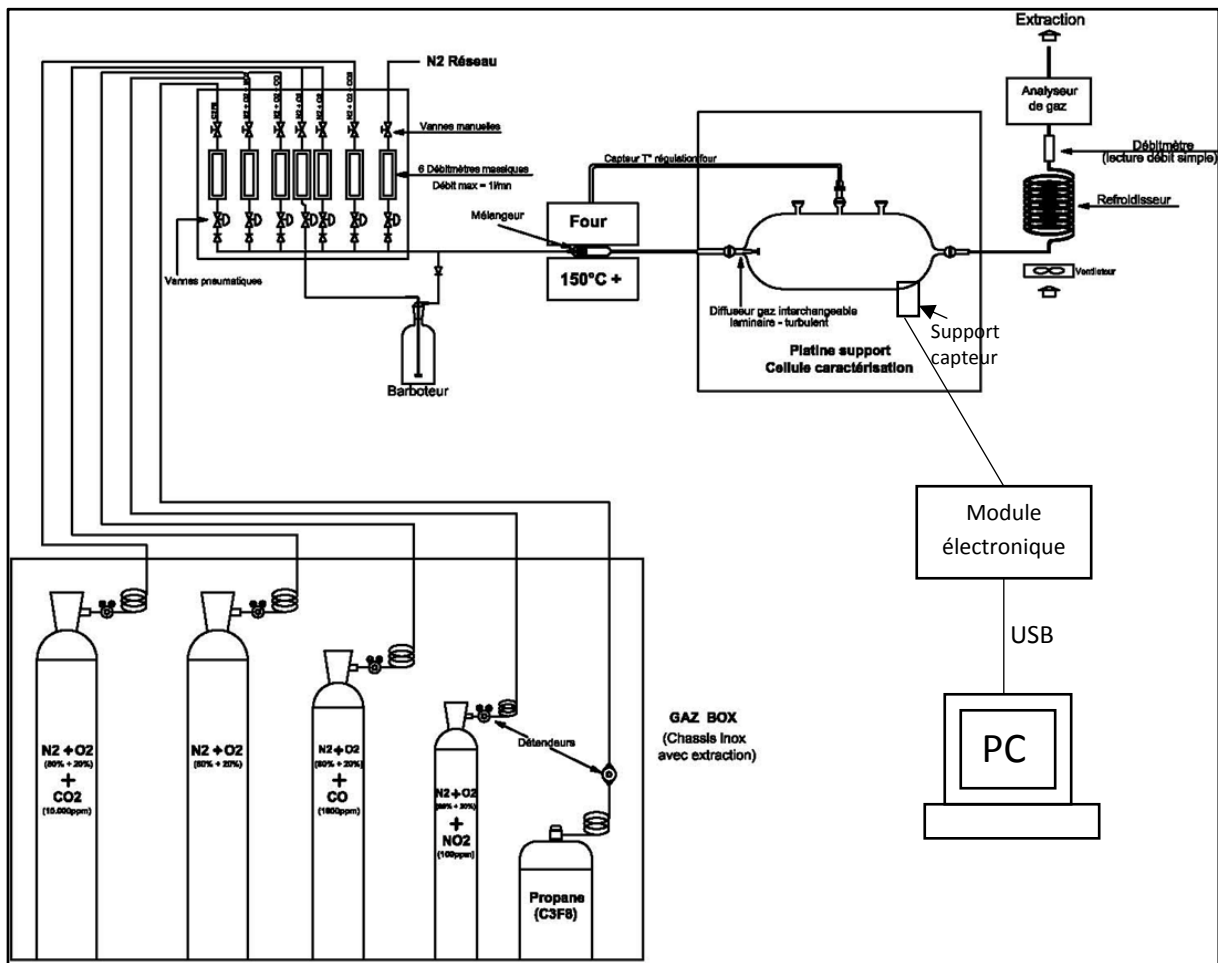 Extraction
N2 Réseau
Analyseur
de gaz
Vannes manuelles
Débitmètre
(lecture débit simple)
Capteur T° régulation four
6 Débitmètres massiques
Débit max = 1l/mn
Refroidisseur
Mélangeur
Four
Vannes pneumatiques
150°C +
Ventilateur
Diffuseur gaz interchangeable
laminaire - turbulent
Support
capteur
Platine support
Cellule caractérisation
Barboteur
Module
électronique
USB
GAZ BOX
(Chassis inox
avec extraction)
Détendeurs
PC
N2 +O2
(80% + 20%)
+
CO2
(10.000ppm)
N2 +O2
(80% + 20%)
N2 +O2
(80% + 20%)
+
CO
N2 +O2
+
NO2
(100ppm)
Propane
(C3F8)